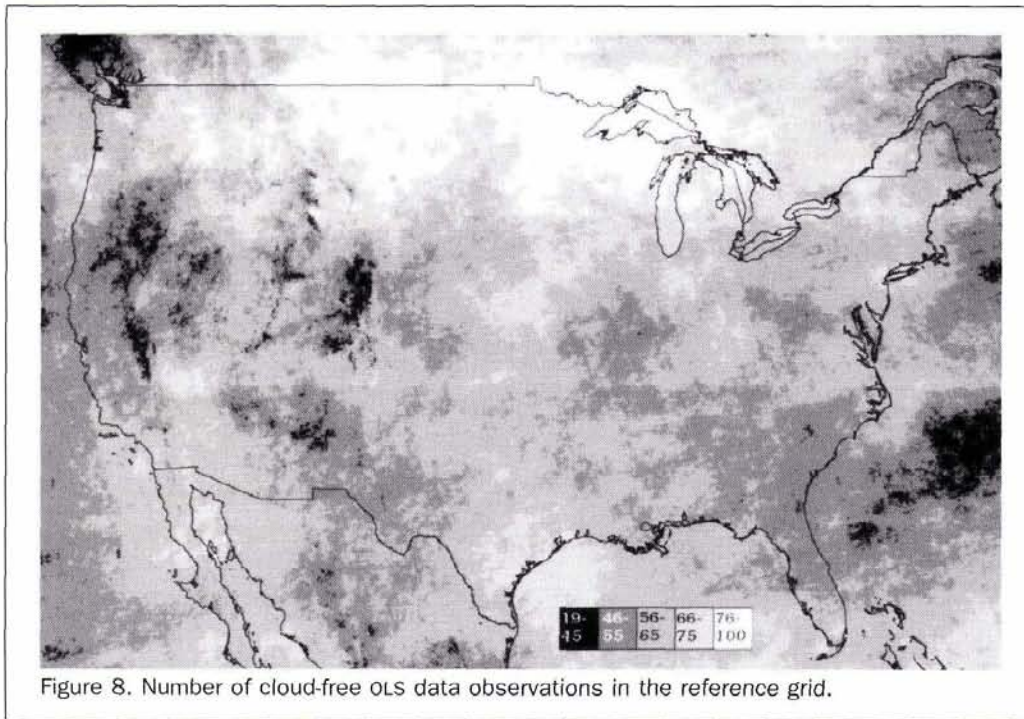 19- 46- 56- 66- 76-
45 55 65 75 100
Figure 8. Number of cloud-free OLS data observations in the reference grid.